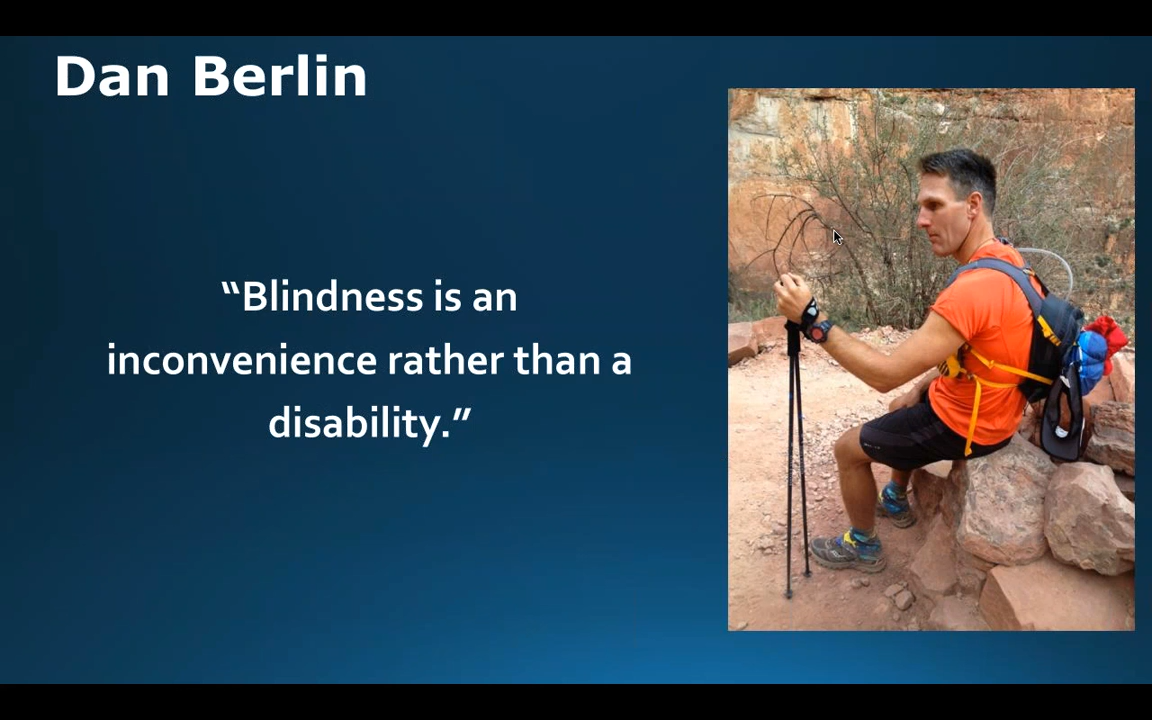 Dan Berlin
“Blindness is an
inconvenience rather than a
disability.”